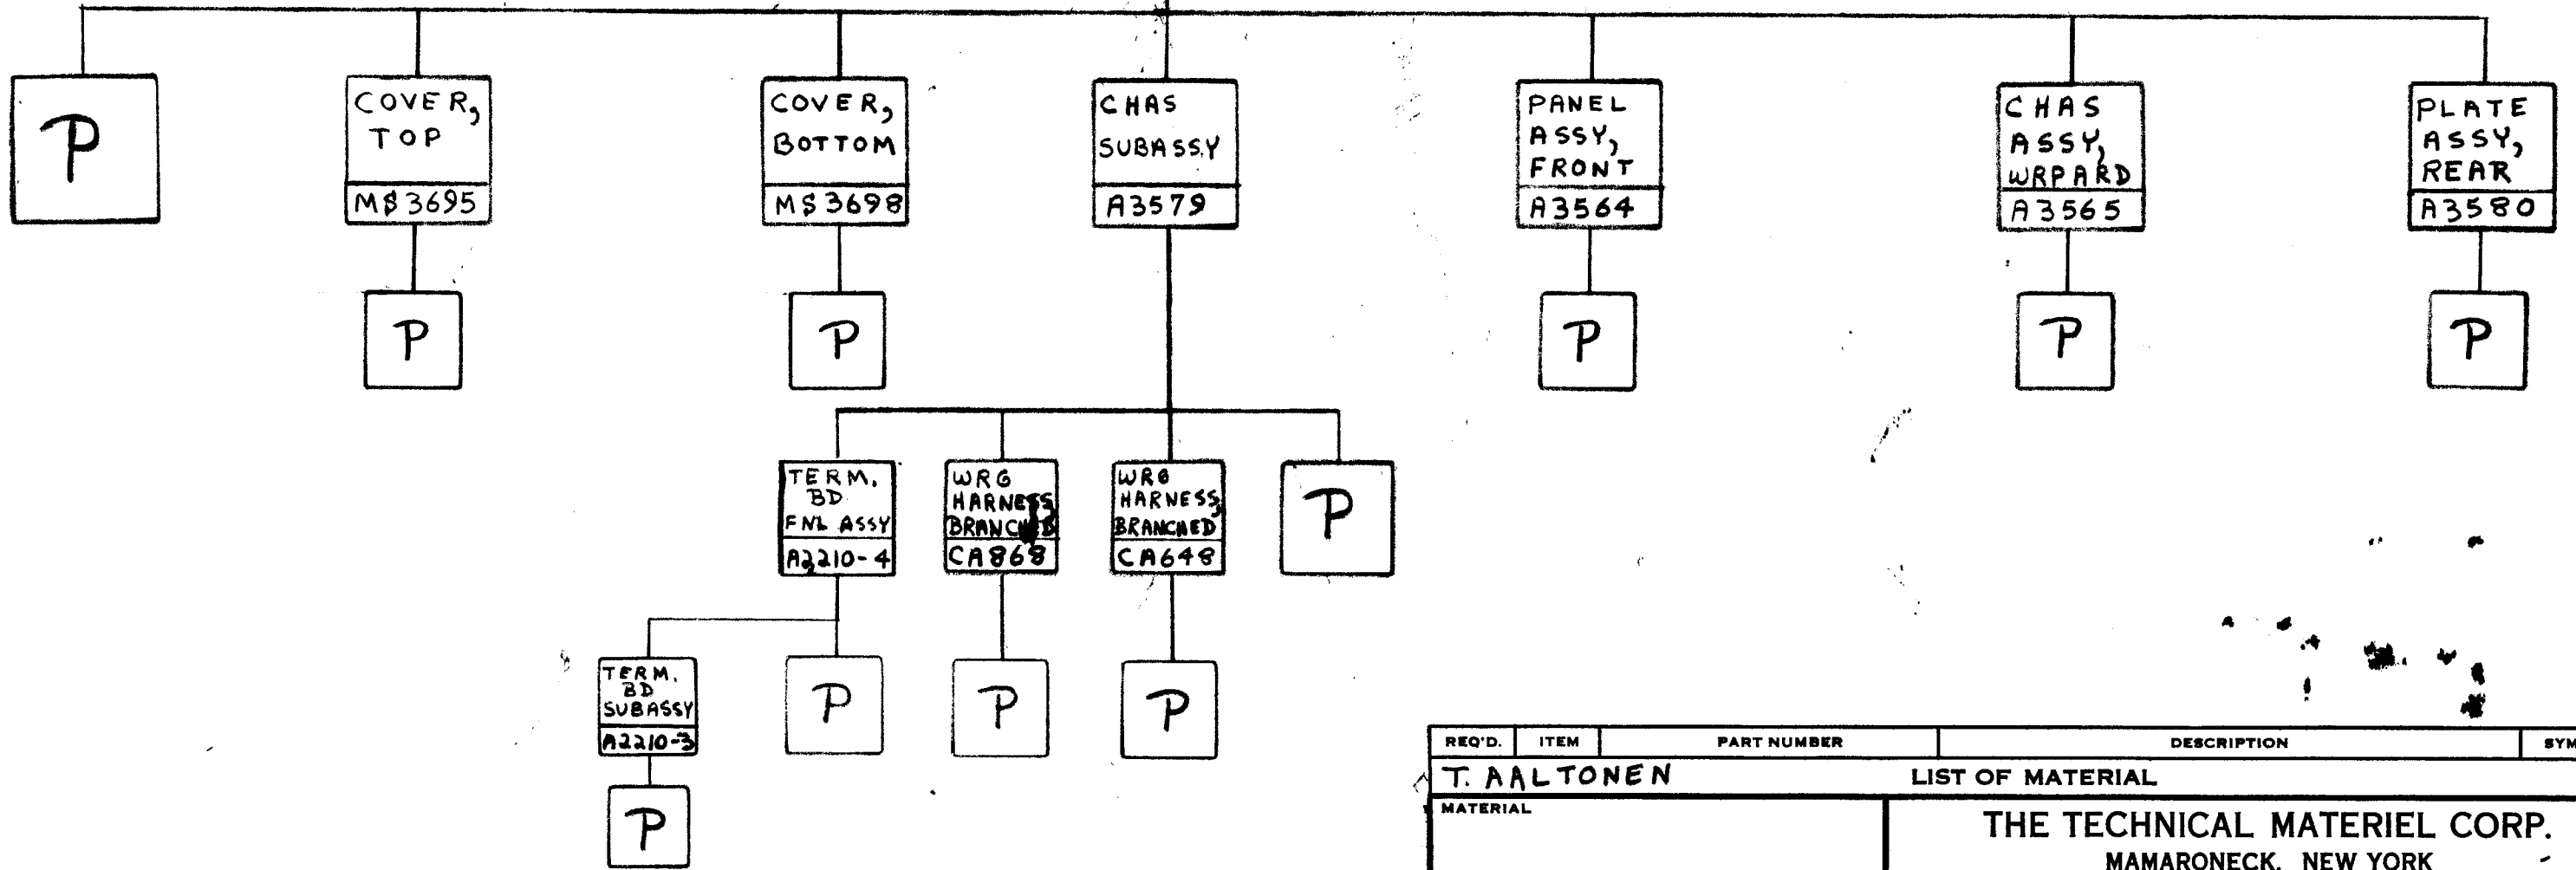 P
COVER,
TOP
MS3695
COVER,
BOTTOM
MS3698
CHAS
SUBASSY
A3579
PANEL
ASSY,
FRONT
A3564
CHAS
ASSY,
WRPARD
A3565
PLATE
ASSY,
REAR
A3580
P
P
P
P
P
TERM.
BD
FNL ASSY
A2210-4
WRG
HARNESS,
BRANCHED
CA868
WRG
HARNESS,
BRANCHED
CA648
P
TERM.
BD
SUBASSY
A2210-3
P
P
P
P
REQ'D. ITEM PART NUMBER DESCRIPTION SYM
T. AALTONEN LIST OF MATERIAL
MATERIAL
THE TECHNICAL MATERIEL CORP.
MAMARONECK, NEW YORK